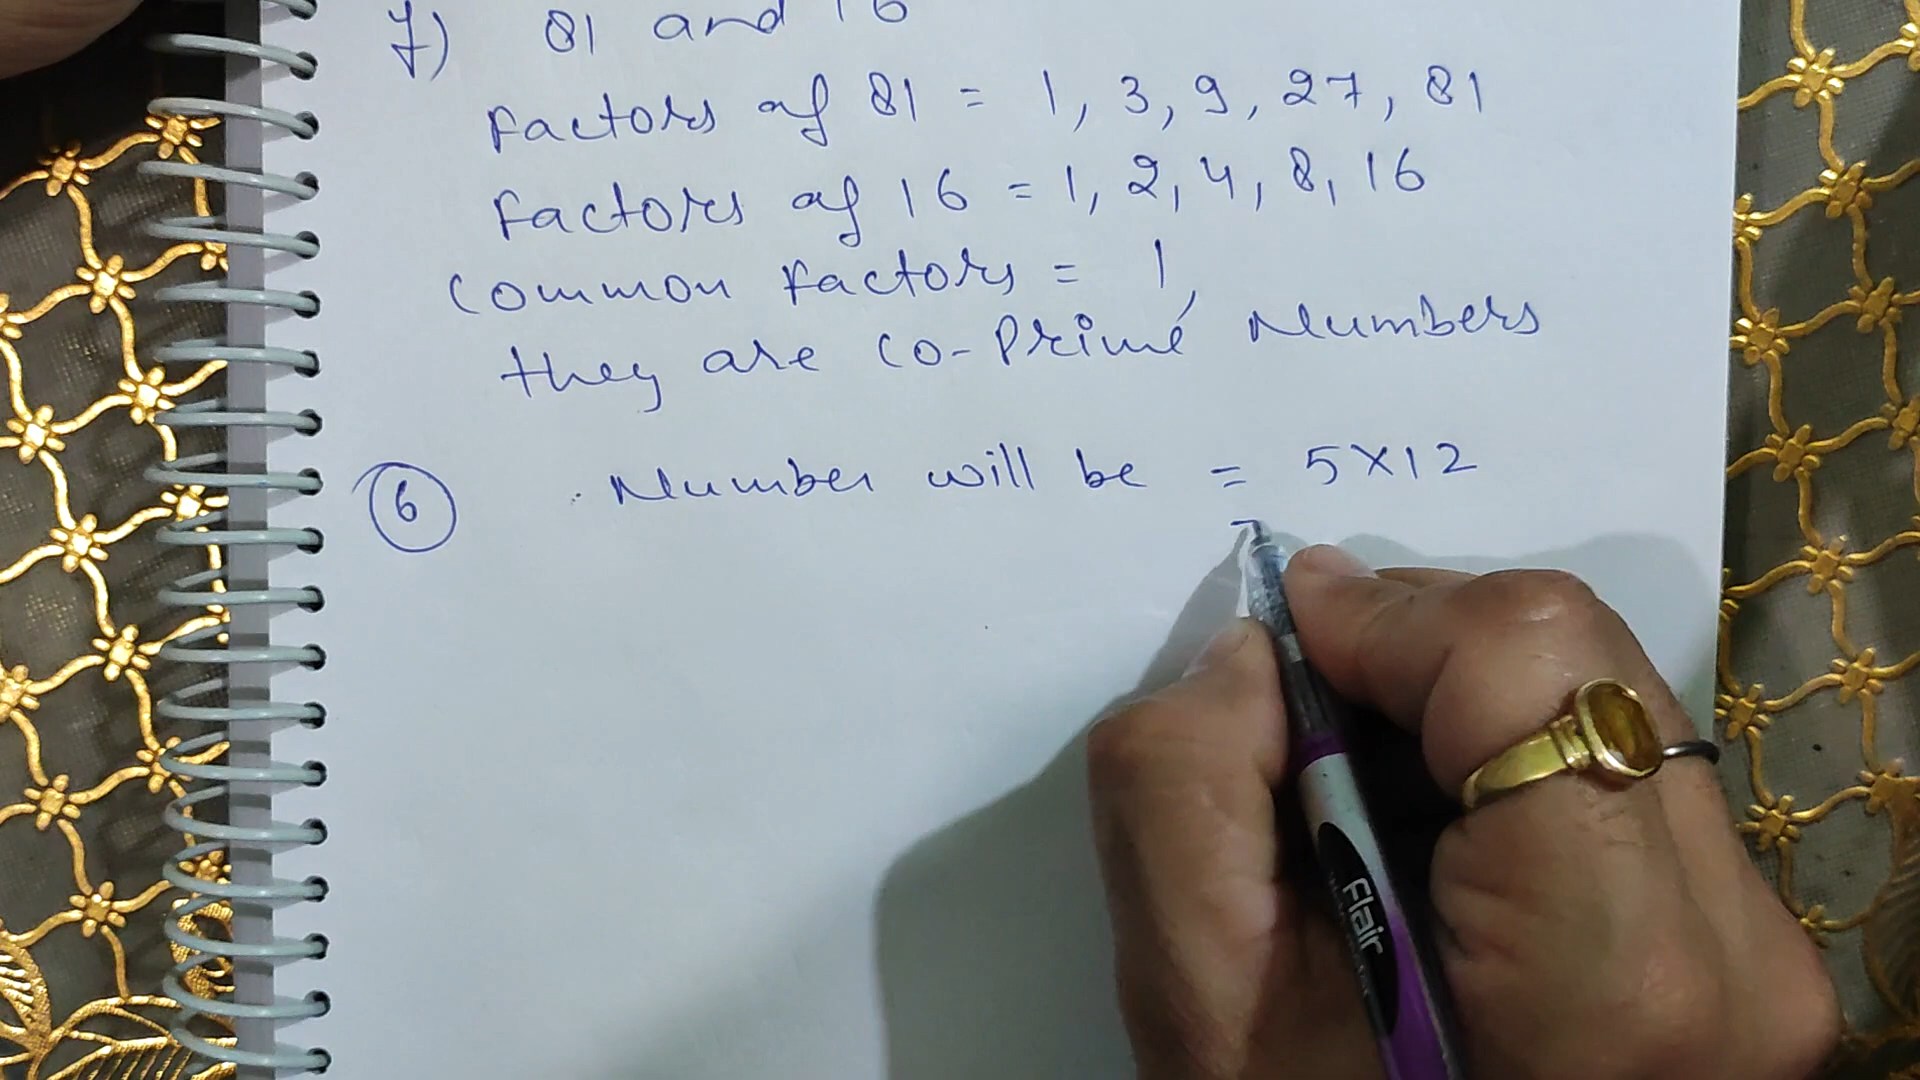 f) 81 and 16
Factors of 81 = 1, 3, 9, 27, 81
Factors of 16 = 1, 2, 4, 8, 16
Common Factors = 1,
they are Co-Prime Numbers
6 Number will be = 5×12
Flair